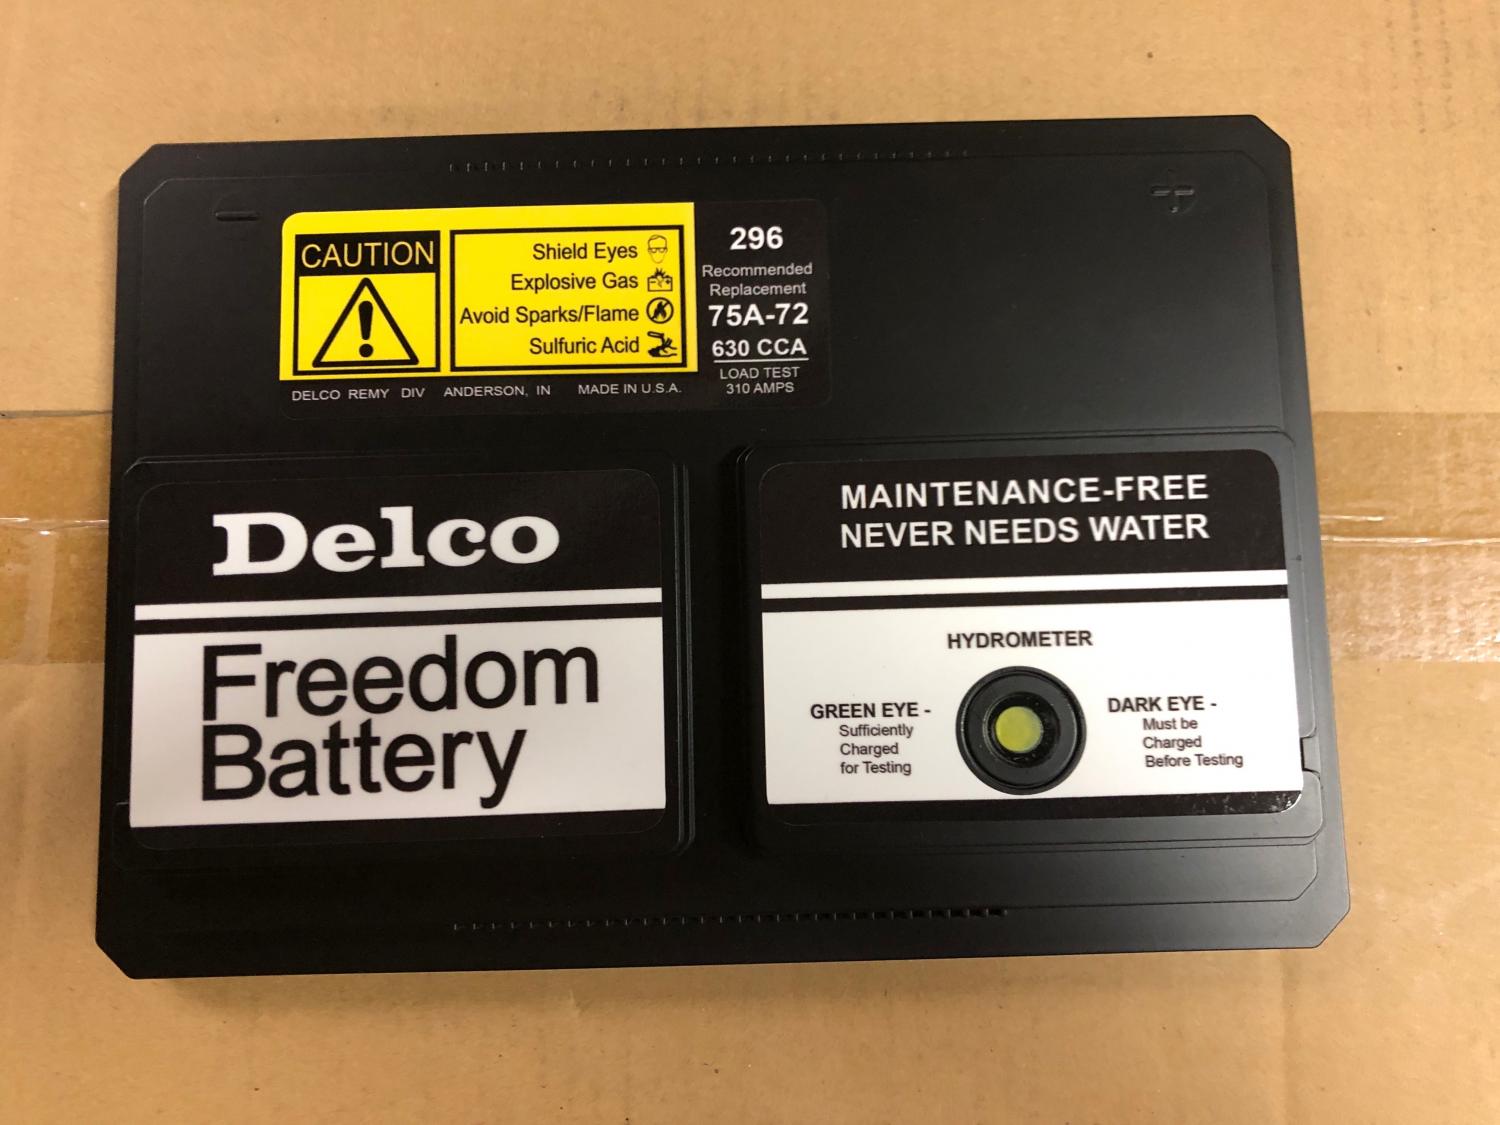 CAUTION
Shield Eyes
Explosive Gas
Avoid Sparks/Flame
Sulfuric Acid
DELCO REMY DIV ANDERSON, IN MADE IN U.S.A.
296
Recommended
Replacement
75A-72
630 CCA
LOAD TEST
310 AMPS
Delco
Freedom
Battery
MAINTENANCE-FREE
NEVER NEEDS WATER
HYDROMETER
GREEN EYE -
Sufficiently
Charged
for Testing
DARK EYE -
Must be
Charged
Before Testing